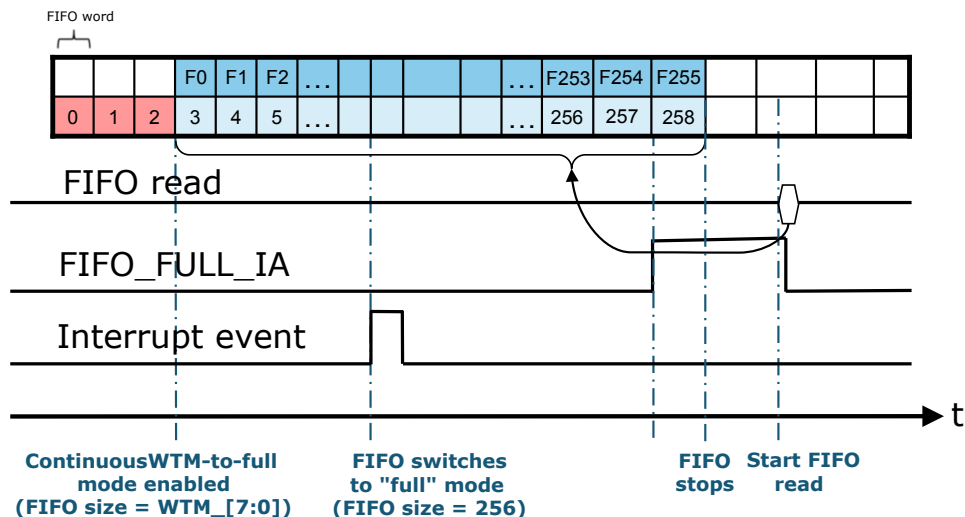 FIFO word
F0 F1 F2 ... ... F253 F254 F255
0 1 2 3 4 5 ... ... 256 257 258
FIFO read
FIFO_FULL_IA
Interrupt event
t
ContinuousWTM-to-full
mode enabled
(FIFO size = WTM_[7:0])
FIFO switches
to "full" mode
(FIFO size = 256)
FIFO
stops
Start FIFO
read